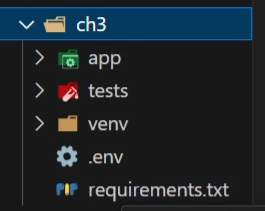 ch3
app
tests
venv
.env
requirements.txt